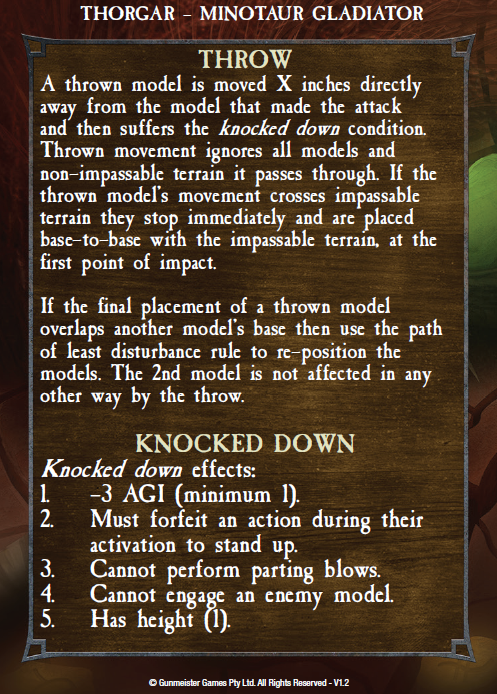 THORGAR – MINOTAUR GLADIATOR
THROW
A thrown model is moved X inches directly
away from the model that made the attack
and then suffers the knocked down condition.
Thrown movement ignores all models and
non-impassable terrain it passes through. If the
thrown model's movement crosses impassable
terrain they stop immediately and are placed
base-to-base with the impassable terrain, at the
first point of impact.
If the final placement of a thrown model
overlaps another model's base then use the path
of least disturbance rule to re-position the
models. The 2nd model is not affected in any
other way by the throw.
KNOCKED DOWN
Knocked down effects:
1. -3 AGI (minimum 1).
2. Must forfeit an action during their
activation to stand up.
3. Cannot perform parting blows.
4. Cannot engage an enemy model.
5. Has height (1).
© Gunmeister Games Pty Ltd. All Rights Reserved - V1.2